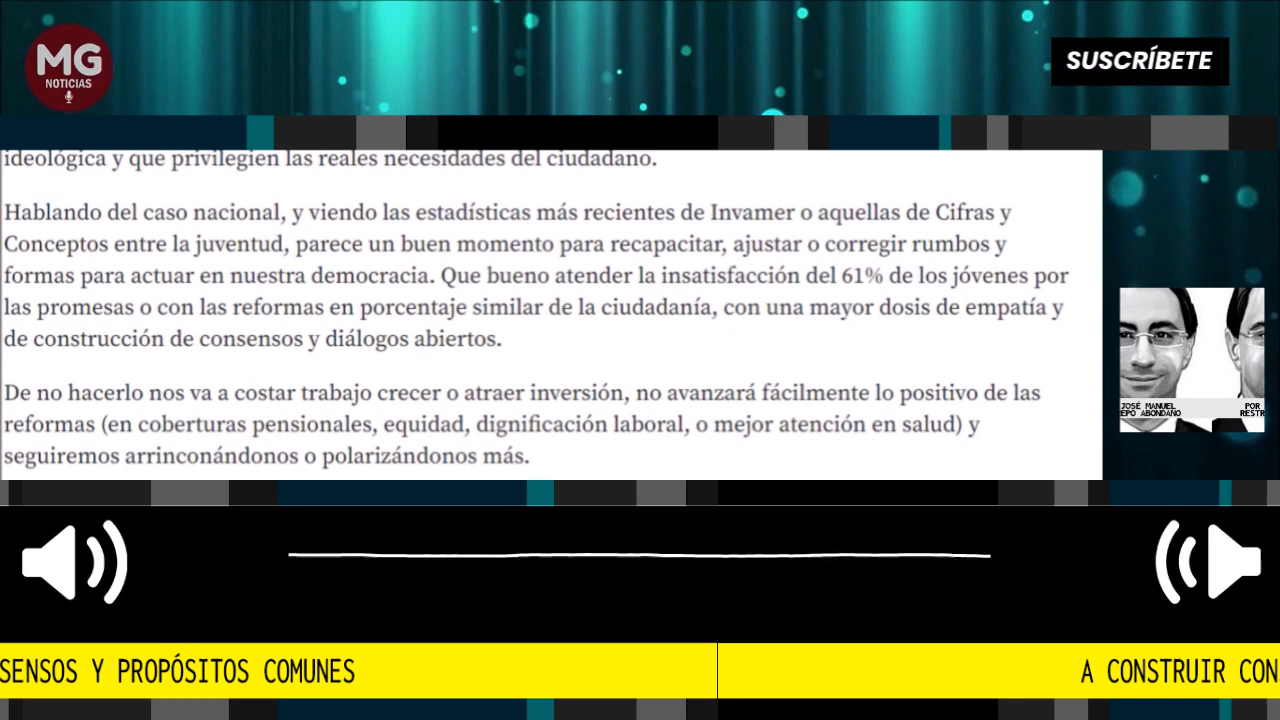 MG
NOTICIAS
SUSCRÍBETE
ideológica y que privilegien las reales necesidades del ciudadano.
Hablando del caso nacional, y viendo las estadísticas más recientes de Invamer o aquellas de Cifras y
Conceptos entre la juventud, parece un buen momento para recapacitar, ajustar o corregir rumbos y
formas para actuar en nuestra democracia. Que bueno atender la insatisfacción del 61% de los jóvenes por
las promesas o con las reformas en porcentaje similar de la ciudadanía, con una mayor dosis de empatía y
de construcción de consensos y diálogos abiertos.
De no hacerlo nos va a costar trabajo crecer o atraer inversión, no avanzará fácilmente lo positivo de las
reformas (en coberturas pensionales, equidad, dignificación laboral, o mejor atención en salud) y
seguiremos arrinconándonos o polarizándonos más.
JOSÉ MANUEL
EPO ABONDANO
POR
RESTR
SENSOS Y PROPÓSITOS COMUNES
A CONSTRUIR CON